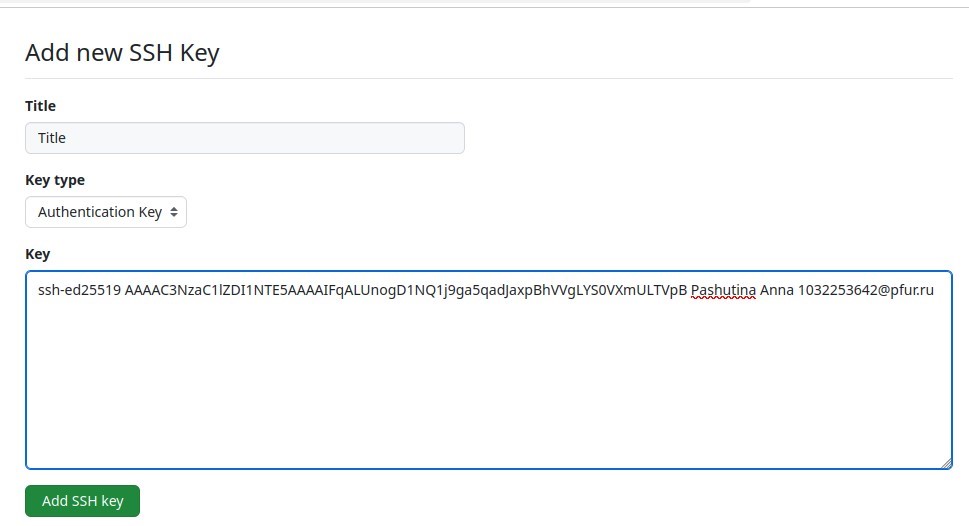 Add new SSH Key
Title
Title
Key type
Authentication Key
Key
ssh-ed25519 AAAAC3NzaC1lZDI1NTE5AAAAIFqALUnogD1NQ1j9ga5qadJaxpBhVVgLYS0VXmULTVpB Pashutina Anna 1032253642@pfur.ru
Add SSH key